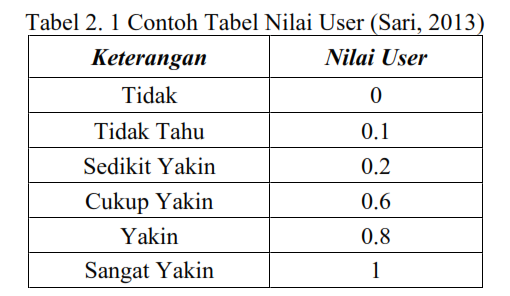 Tabel 2. 1 Contoh Tabel Nilai User (Sari, 2013)
Keterangan Nilai User
Tidak 0
Tidak Tahu 0.1
Sedikit Yakin 0.2
Cukup Yakin 0.6
Yakin 0.8
Sangat Yakin 1